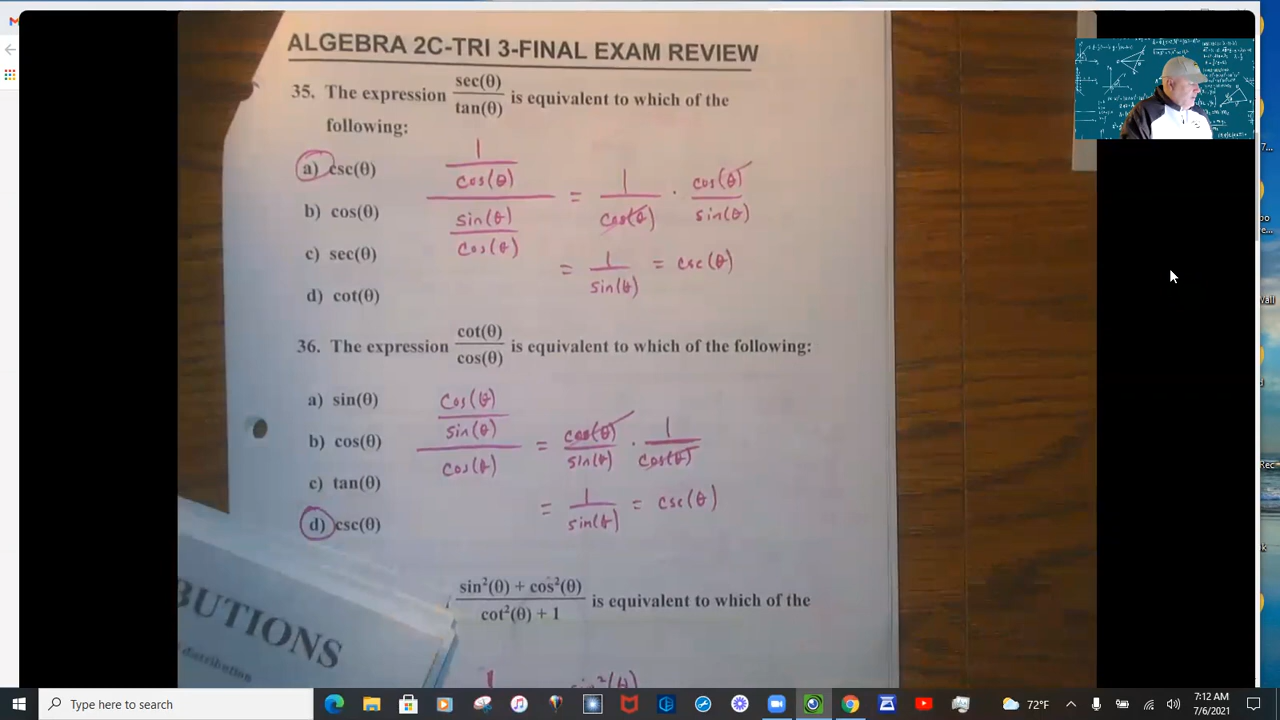 ALGEBRA 2C-TRI 3-FINAL EXAM REVIEW
35. The expression sec(θ)/tan(θ) is equivalent to which of the
following:
a) csc(θ)
b) cos(θ)
c) sec(θ)
d) cot(θ)
1/cos(θ) / sin(θ)/cos(θ) = 1/cos(θ) · cos(θ)/sin(θ)
= 1/sin(θ) = csc(θ)
36. The expression cot(θ)/cos(θ) is equivalent to which of the following:
a) sin(θ)
b) cos(θ)
c) tan(θ)
d) csc(θ)
cos(θ)/sin(θ) / cos(θ) = cos(θ)/sin(θ) · 1/cos(θ)
= 1/sin(θ) = csc(θ)
sin²(θ) + cos²(θ)/cot²(θ) + 1 is equivalent to which of the
BUTIONS
distribution
Type here to search
72°F
7:12 AM
7/6/2021